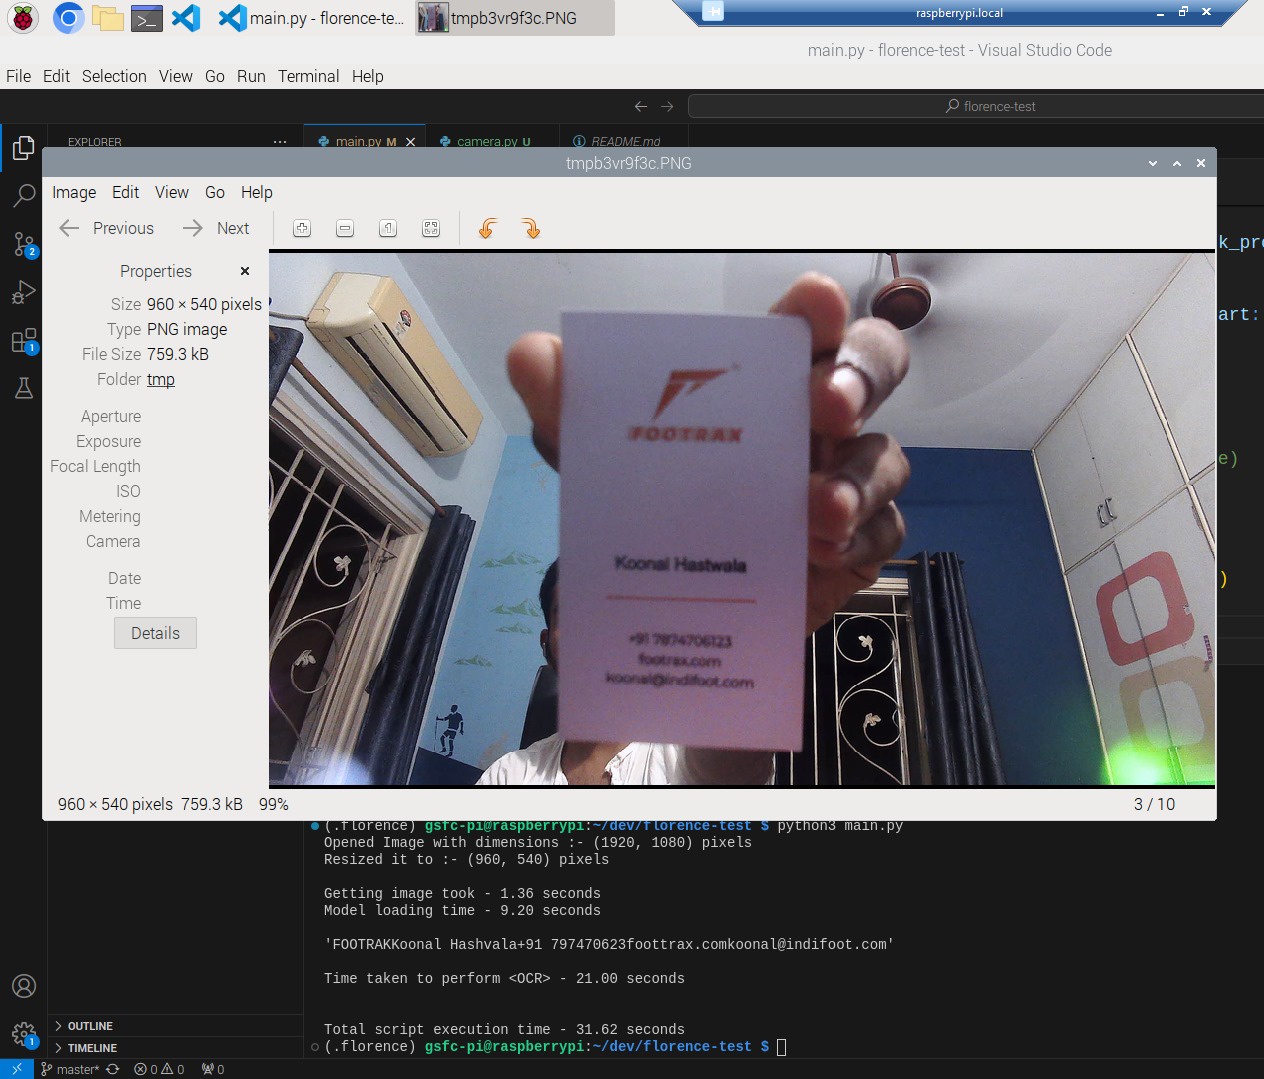 main.py - florence-te...
tmpb3vr9f3c.PNG
raspberrypi.local
main.py - florence-test - Visual Studio Code
File Edit Selection View Go Run Terminal Help
florence-test
EXPLORER
main.py M
camera.py U
README.md
tmpb3vr9f3c.PNG
Image Edit View Go Help
Previous Next
Properties
Size 960 × 540 pixels
Type PNG image
File Size 759.3 kB
Folder tmp
Aperture
Exposure
Focal Length
ISO
Metering
Camera
Date
Time
Details
FOOTRAX
Koonal Hastwala
+91 7874706123
footrax.com
koonal@indifoot.com
k_pro
art:
e)
)
2
1
960 × 540 pixels 759.3 kB 99%
3 / 10
(.florence) gsfc-pi@raspberrypi:~/dev/florence-test $ python3 main.py
Opened Image with dimensions :- (1920, 1080) pixels
Resized it to :- (960, 540) pixels
Getting image took - 1.36 seconds
Model loading time - 9.20 seconds
'FOOTRAKKoonal Hashvala+91 797470623foottrax.comkoonal@indifoot.com'
Time taken to perform <OCR> - 21.00 seconds
Total script execution time - 31.62 seconds
(.florence) gsfc-pi@raspberrypi:~/dev/florence-test $
OUTLINE
1
TIMELINE
master* 0 0 0